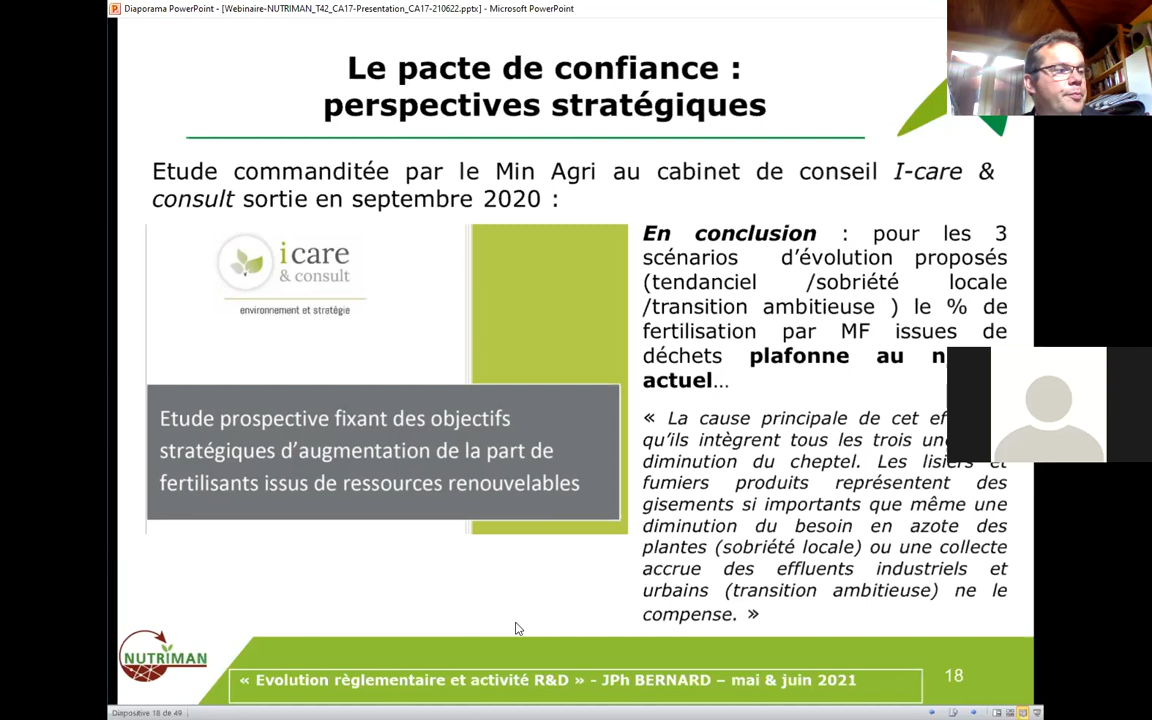 Diaporama PowerPoint - [Webinaire-NUTRIMAN_T42_CA17-Presentation_CA17-210622.pptx] - Microsoft PowerPoint
Le pacte de confiance :
perspectives stratégiques
Etude commanditée par le Min Agri au cabinet de conseil I-care &
consult sortie en septembre 2020 :
icare
& consult
environnement et stratégie
Etude prospective fixant des objectifs
stratégiques d'augmentation de la part de
fertilisants issus de ressources renouvelables
En conclusion : pour les 3
scénarios d'évolution proposés
(tendanciel /sobriété locale
/transition ambitieuse ) le % de
fertilisation par MF issues de
déchets plafonne au
actuel…
« La cause principale de cet
qu'ils intègrent tous les trois
diminution du cheptel. Les lisiers et
fumiers produits représentent des
gisements si importants que même une
diminution du besoin en azote des
plantes (sobriété locale) ou une collecte
accrue des effluents industriels et
urbains (transition ambitieuse) ne le
compense. »
NUTRIMAN
« Evolution règlementaire et activité R&D » - JPh BERNARD – mai & juin 2021
18
Diapositive 18 de 49